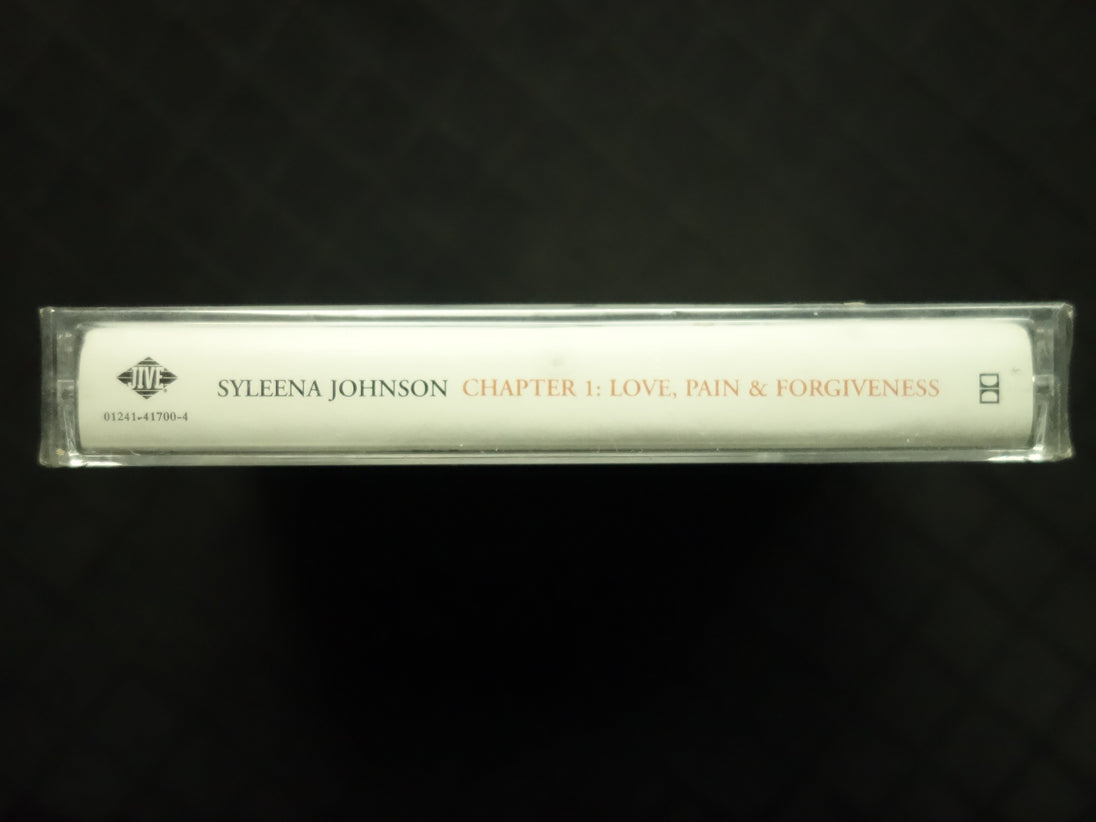 JIVE
01241-41700-4
SYLEENA JOHNSON CHAPTER 1: LOVE, PAIN & FORGIVENESS